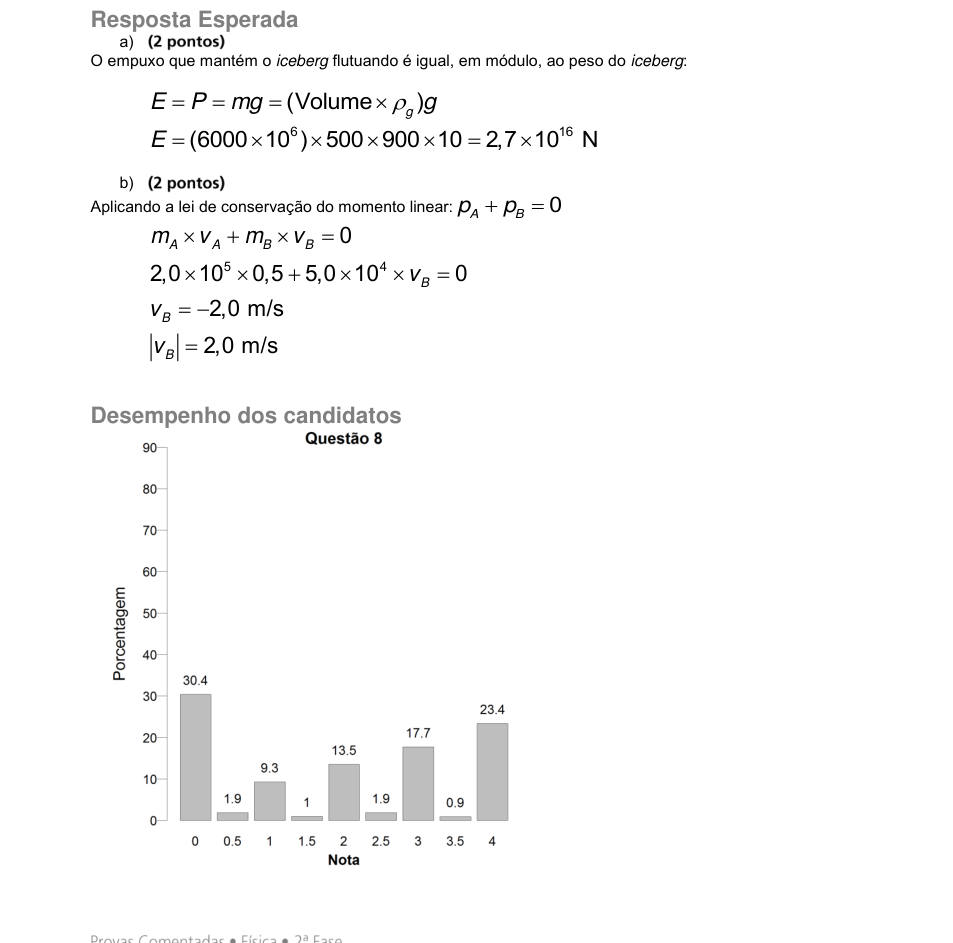 Resposta Esperada
a) (2 pontos)
O empuxo que mantém o iceberg flutuando é igual, em módulo, ao peso do iceberg:
E = P = mg = (Volume × ρg)g
E = (6000 × 10⁶) × 500 × 900 × 10 = 2,7 × 10¹⁶ N
b) (2 pontos)
Aplicando a lei de conservação do momento linear: pA + pB = 0
mA × vA + mB × vB = 0
2,0 × 10⁵ × 0,5 + 5,0 × 10⁴ × vB = 0
vB = −2,0 m/s
|vB| = 2,0 m/s
Desempenho dos candidatos
Questão 8
90
80
70
60
50
40
30
20
10
0
Porcentagem
30.4
1.9
9.3
1
13.5
1.9
17.7
0.9
23.4
0 0.5 1 1.5 2 2.5 3 3.5 4
Nota
Provas Comentadas • Física • 2ª Fase